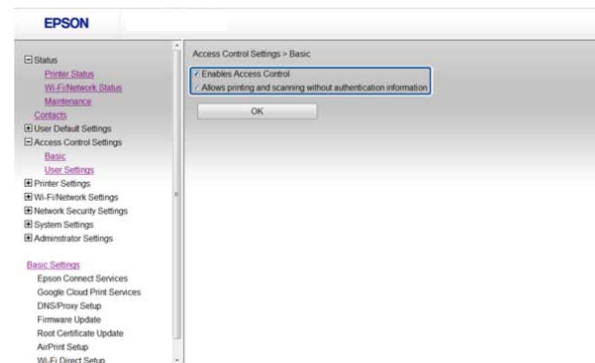 EPSON
Status
Printer Status
Wi-Fi/Network Status
Maintenance
Contacts
User Default Settings
Access Control Settings
Basic
User Settings
Printer Settings
Wi-Fi/Network Settings
Network Security Settings
System Settings
Adminstrator Settings
Basic Settings
Epson Connect Services
Google Cloud Print Services
DNS/Proxy Setup
Firmware Update
Root Certificate Update
AirPrint Setup
Wi-Fi Direct Setup
Access Control Settings > Basic
Enables Access Control
Allows printing and scanning without authentication information
OK